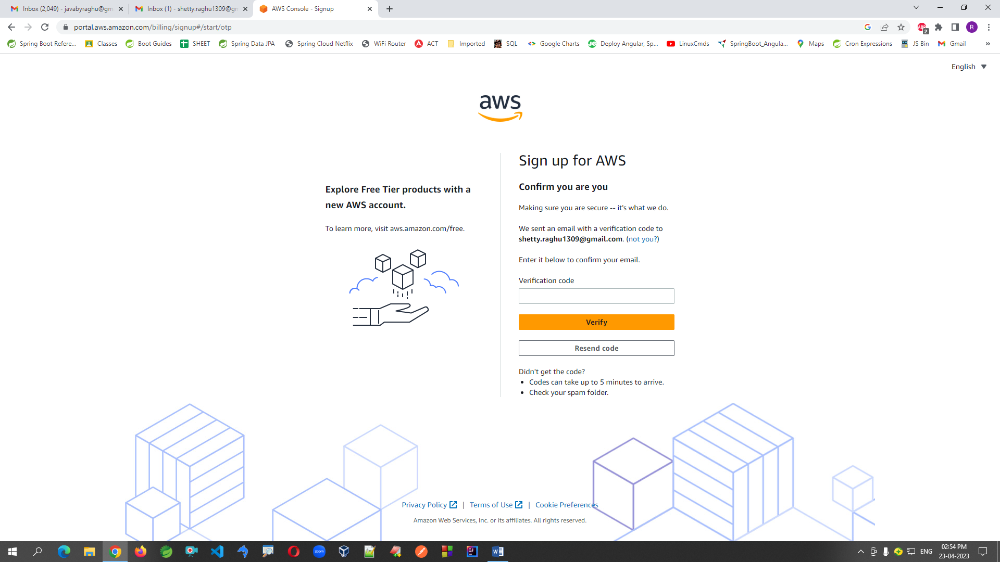 Inbox (2,049) - javabyraghu@gm
Inbox (1) - shetty.raghu1309@gm
AWS Console - Signup
portal.aws.amazon.com/billing/signup#/start/otp
ABP
2
R
Spring Boot Refere...
Classes
Boot Guides
SHEET
Spring Data JPA
Spring Cloud Netflix
WiFi Router
ACT
Imported
SQL
Google Charts
Deploy Angular, Sp...
LinuxCmds
SpringBoot_Angula...
Maps
Cron Expressions
JS Bin
Gmail
»
English
aws
Explore Free Tier products with a
new AWS account.
To learn more, visit aws.amazon.com/free.
Sign up for AWS
Confirm you are you
Making sure you are secure -- it's what we do.
We sent an email with a verification code to
shetty.raghu1309@gmail.com. (not you?)
Enter it below to confirm your email.
Verification code
Verify
Resend code
Didn't get the code?
• Codes can take up to 5 minutes to arrive.
• Check your spam folder.
Privacy Policy | Terms of Use | Cookie Preferences
Amazon Web Services, Inc. or its affiliates. All rights reserved.
zoom
IJ
W
ENG
02:54 PM
23-04-2023